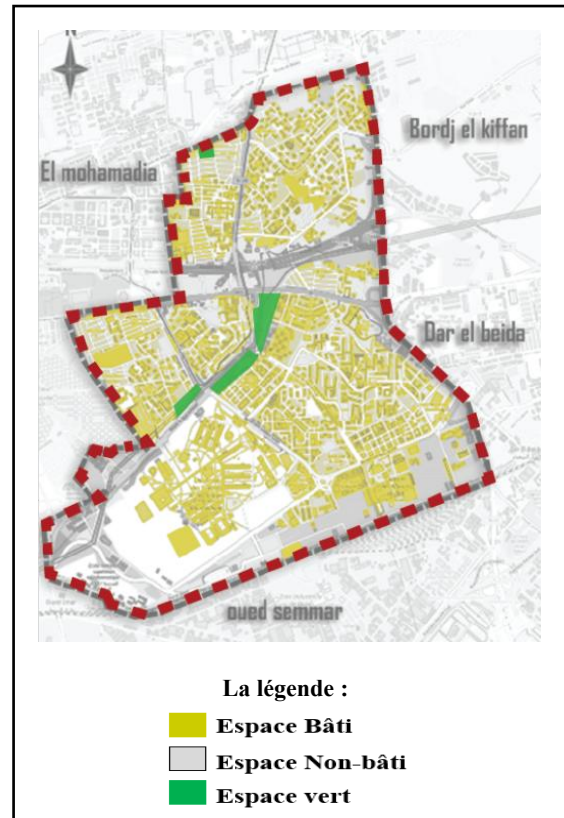 N
Bordj el kiffan
El mohamadia
Dar el beida
oued semmar
La légende :
Espace Bâti
Espace Non-bâti
Espace vert